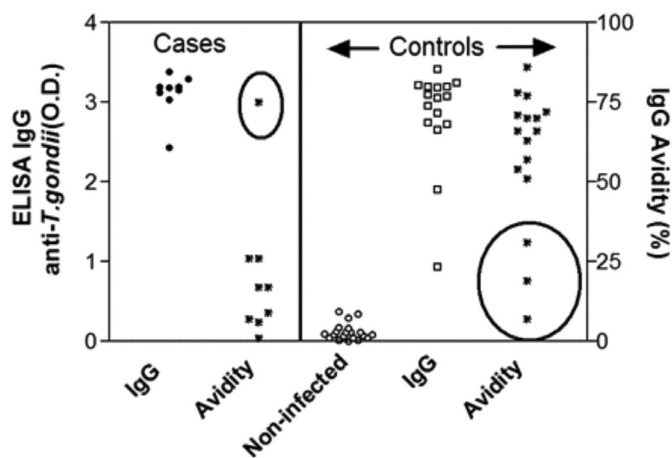 Cases
Controls
ELISA IgG
anti-T.gondii(O.D.)
4
3
2
1
0
100
75
50
25
0
IgG Avidity (%)
IgG
Avidity
Non-infected
IgG
Avidity